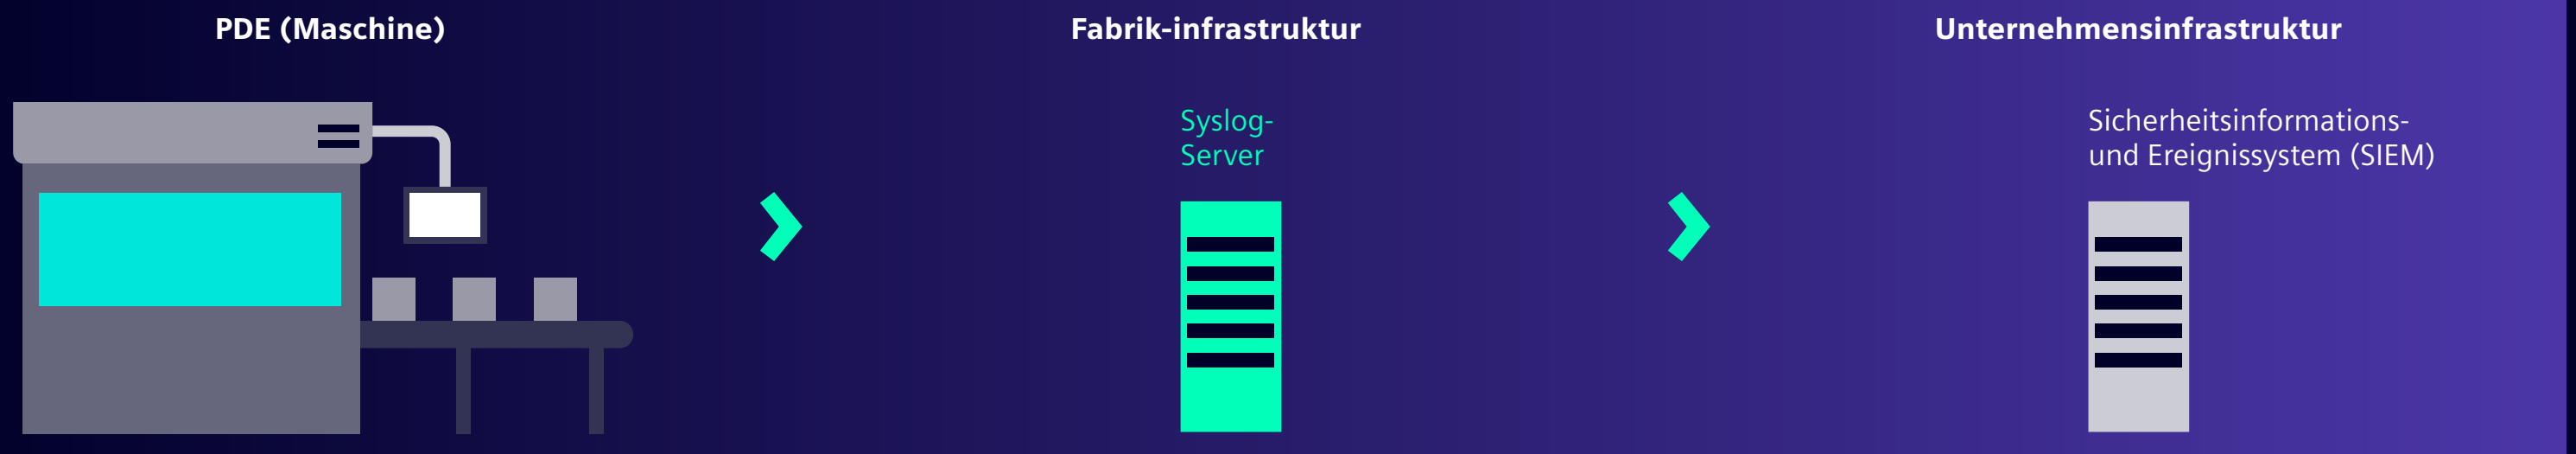 PDE (Maschine)
Fabrik-infrastruktur
Unternehmensinfrastruktur
Syslog-
Server
Sicherheitsinformations-
und Ereignissystem (SIEM)